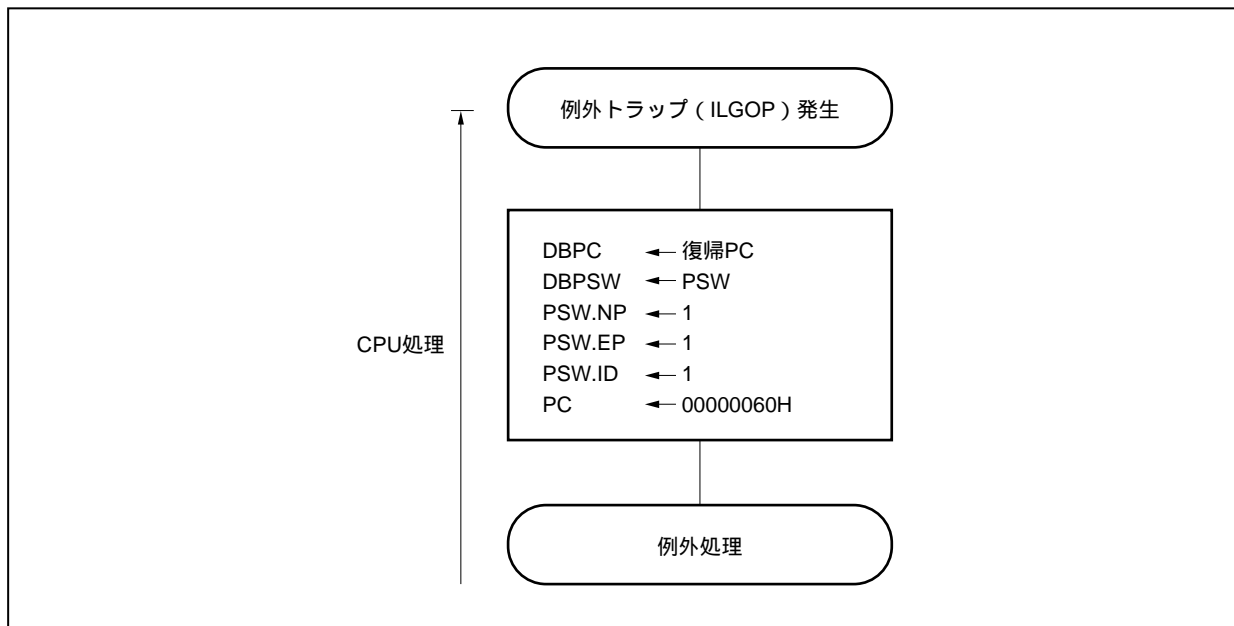 例外トラップ（ILGOP）発生
DBPC ← 復帰PC
DBPSW ← PSW
PSW.NP ← 1
PSW.EP ← 1
PSW.ID ← 1
PC ← 00000060H
CPU処理
例外処理